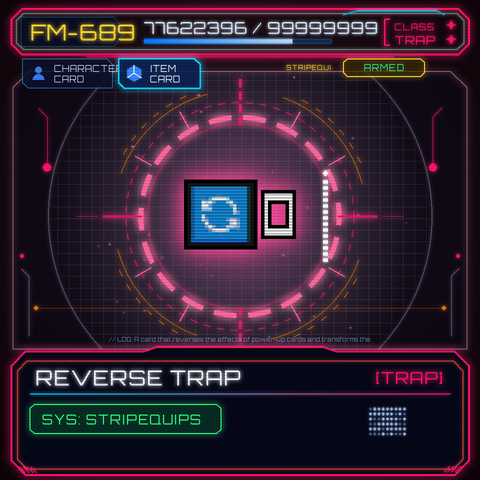 FM-689
77622396 / 99999999
CLASS
TRAP
CHARACTER
CARD
ITEM
CARD
STRIPEQUI
ARMED
// LOG: A card that reverses the effects of power-up cards and transforms the
REVERSE TRAP
[TRAP]
SYS: STRIPEQUIPS